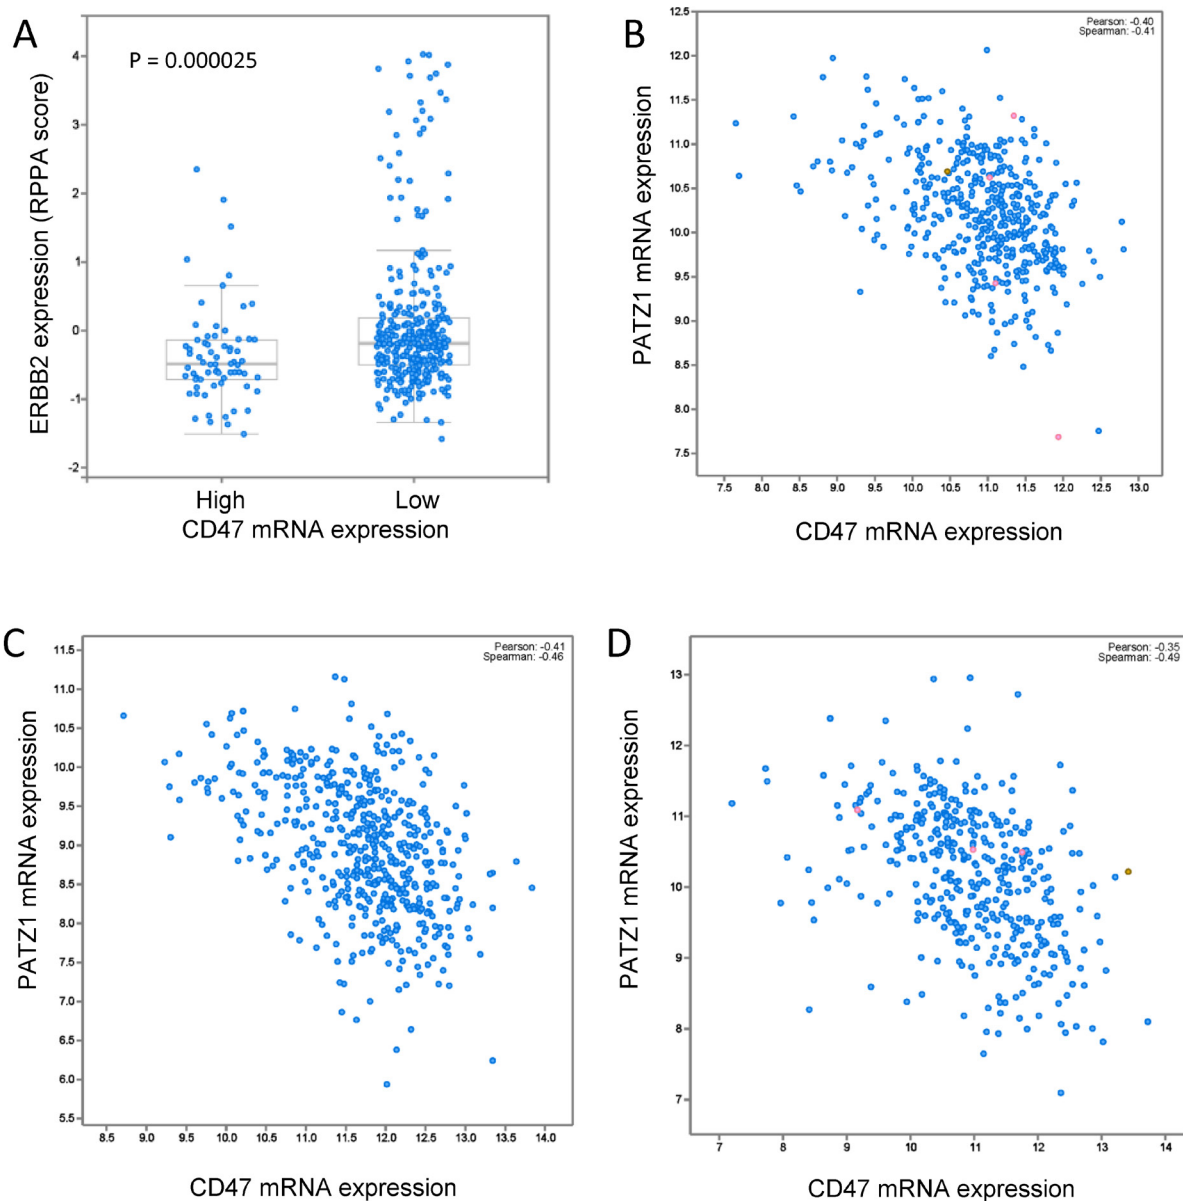 A
P = 0.000025
ERBB2 expression (RPPA score)
4
3
2
1
0
-1
-2
High
Low
CD47 mRNA expression
B
Pearson: -0.40
Spearman: -0.41
PATZ1 mRNA expression
12.5
12.0
11.5
11.0
10.5
10.0
9.5
9.0
8.5
8.0
7.5
7.5 8.0 8.5 9.0 9.5 10.0 10.5 11.0 11.5 12.0 12.5 13.0
CD47 mRNA expression
C
Pearson: -0.41
Spearman: -0.46
PATZ1 mRNA expression
11.5
11.0
10.5
10.0
9.5
9.0
8.5
8.0
7.5
7.0
6.5
6.0
5.5
8.5 9.0 9.5 10.0 10.5 11.0 11.5 12.0 12.5 13.0 13.5 14.0
CD47 mRNA expression
D
Pearson: -0.35
Spearman: -0.49
PATZ1 mRNA expression
13
12
11
10
9
8
7
7 8 9 10 11 12 13 14
CD47 mRNA expression